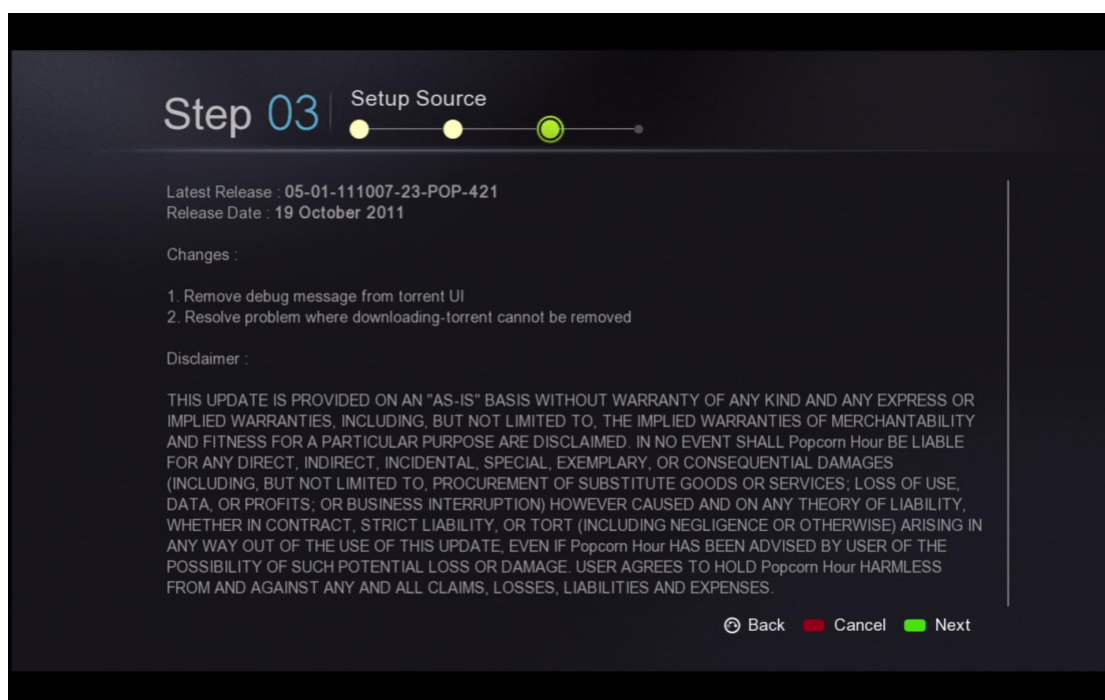 Step 03
Setup Source
Latest Release : 05-01-111007-23-POP-421
Release Date : 19 October 2011
Changes :
1. Remove debug message from torrent UI
2. Resolve problem where downloading-torrent cannot be removed
Disclaimer :
THIS UPDATE IS PROVIDED ON AN "AS-IS" BASIS WITHOUT WARRANTY OF ANY KIND AND ANY EXPRESS OR
IMPLIED WARRANTIES, INCLUDING, BUT NOT LIMITED TO, THE IMPLIED WARRANTIES OF MERCHANTABILITY
AND FITNESS FOR A PARTICULAR PURPOSE ARE DISCLAIMED. IN NO EVENT SHALL Popcorn Hour BE LIABLE
FOR ANY DIRECT, INDIRECT, INCIDENTAL, SPECIAL, EXEMPLARY, OR CONSEQUENTIAL DAMAGES
(INCLUDING, BUT NOT LIMITED TO, PROCUREMENT OF SUBSTITUTE GOODS OR SERVICES; LOSS OF USE,
DATA, OR PROFITS; OR BUSINESS INTERRUPTION) HOWEVER CAUSED AND ON ANY THEORY OF LIABILITY,
WHETHER IN CONTRACT, STRICT LIABILITY, OR TORT (INCLUDING NEGLIGENCE OR OTHERWISE) ARISING IN
ANY WAY OUT OF THE USE OF THIS UPDATE, EVEN IF Popcorn Hour HAS BEEN ADVISED BY USER OF THE
POSSIBILITY OF SUCH POTENTIAL LOSS OR DAMAGE. USER AGREES TO HOLD Popcorn Hour HARMLESS
FROM AND AGAINST ANY AND ALL CLAIMS, LOSSES, LIABILITIES AND EXPENSES.
Back Cancel Next